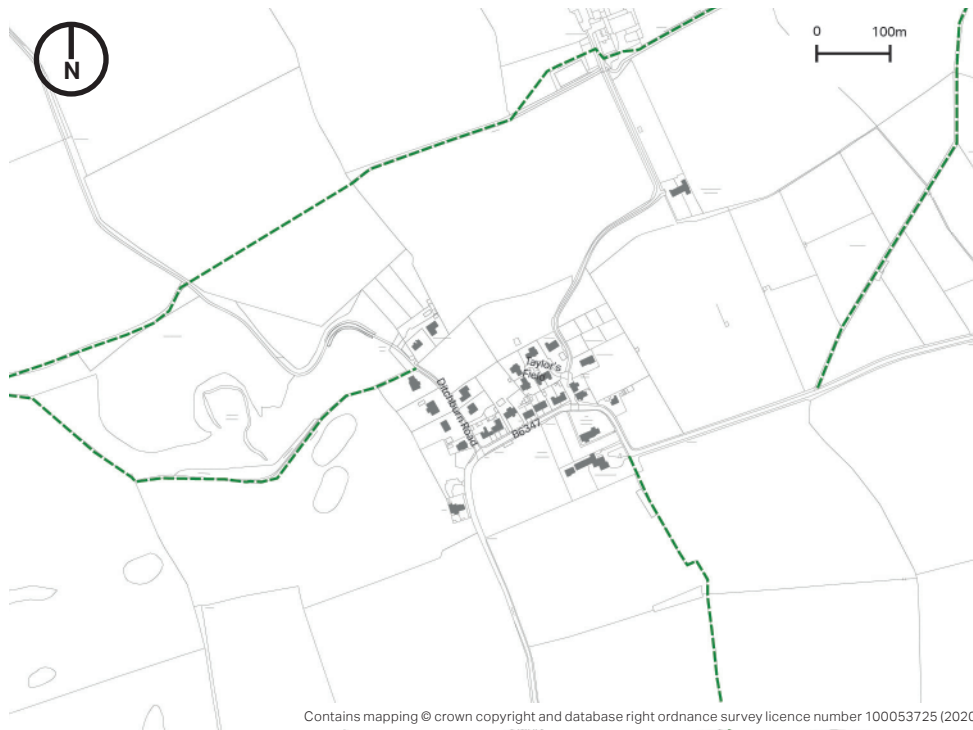 N
0 100m
Taylor's
Field
Ditchburn Road
B6347
Contains mapping © crown copyright and database right ordnance survey licence number 100053725 (2020